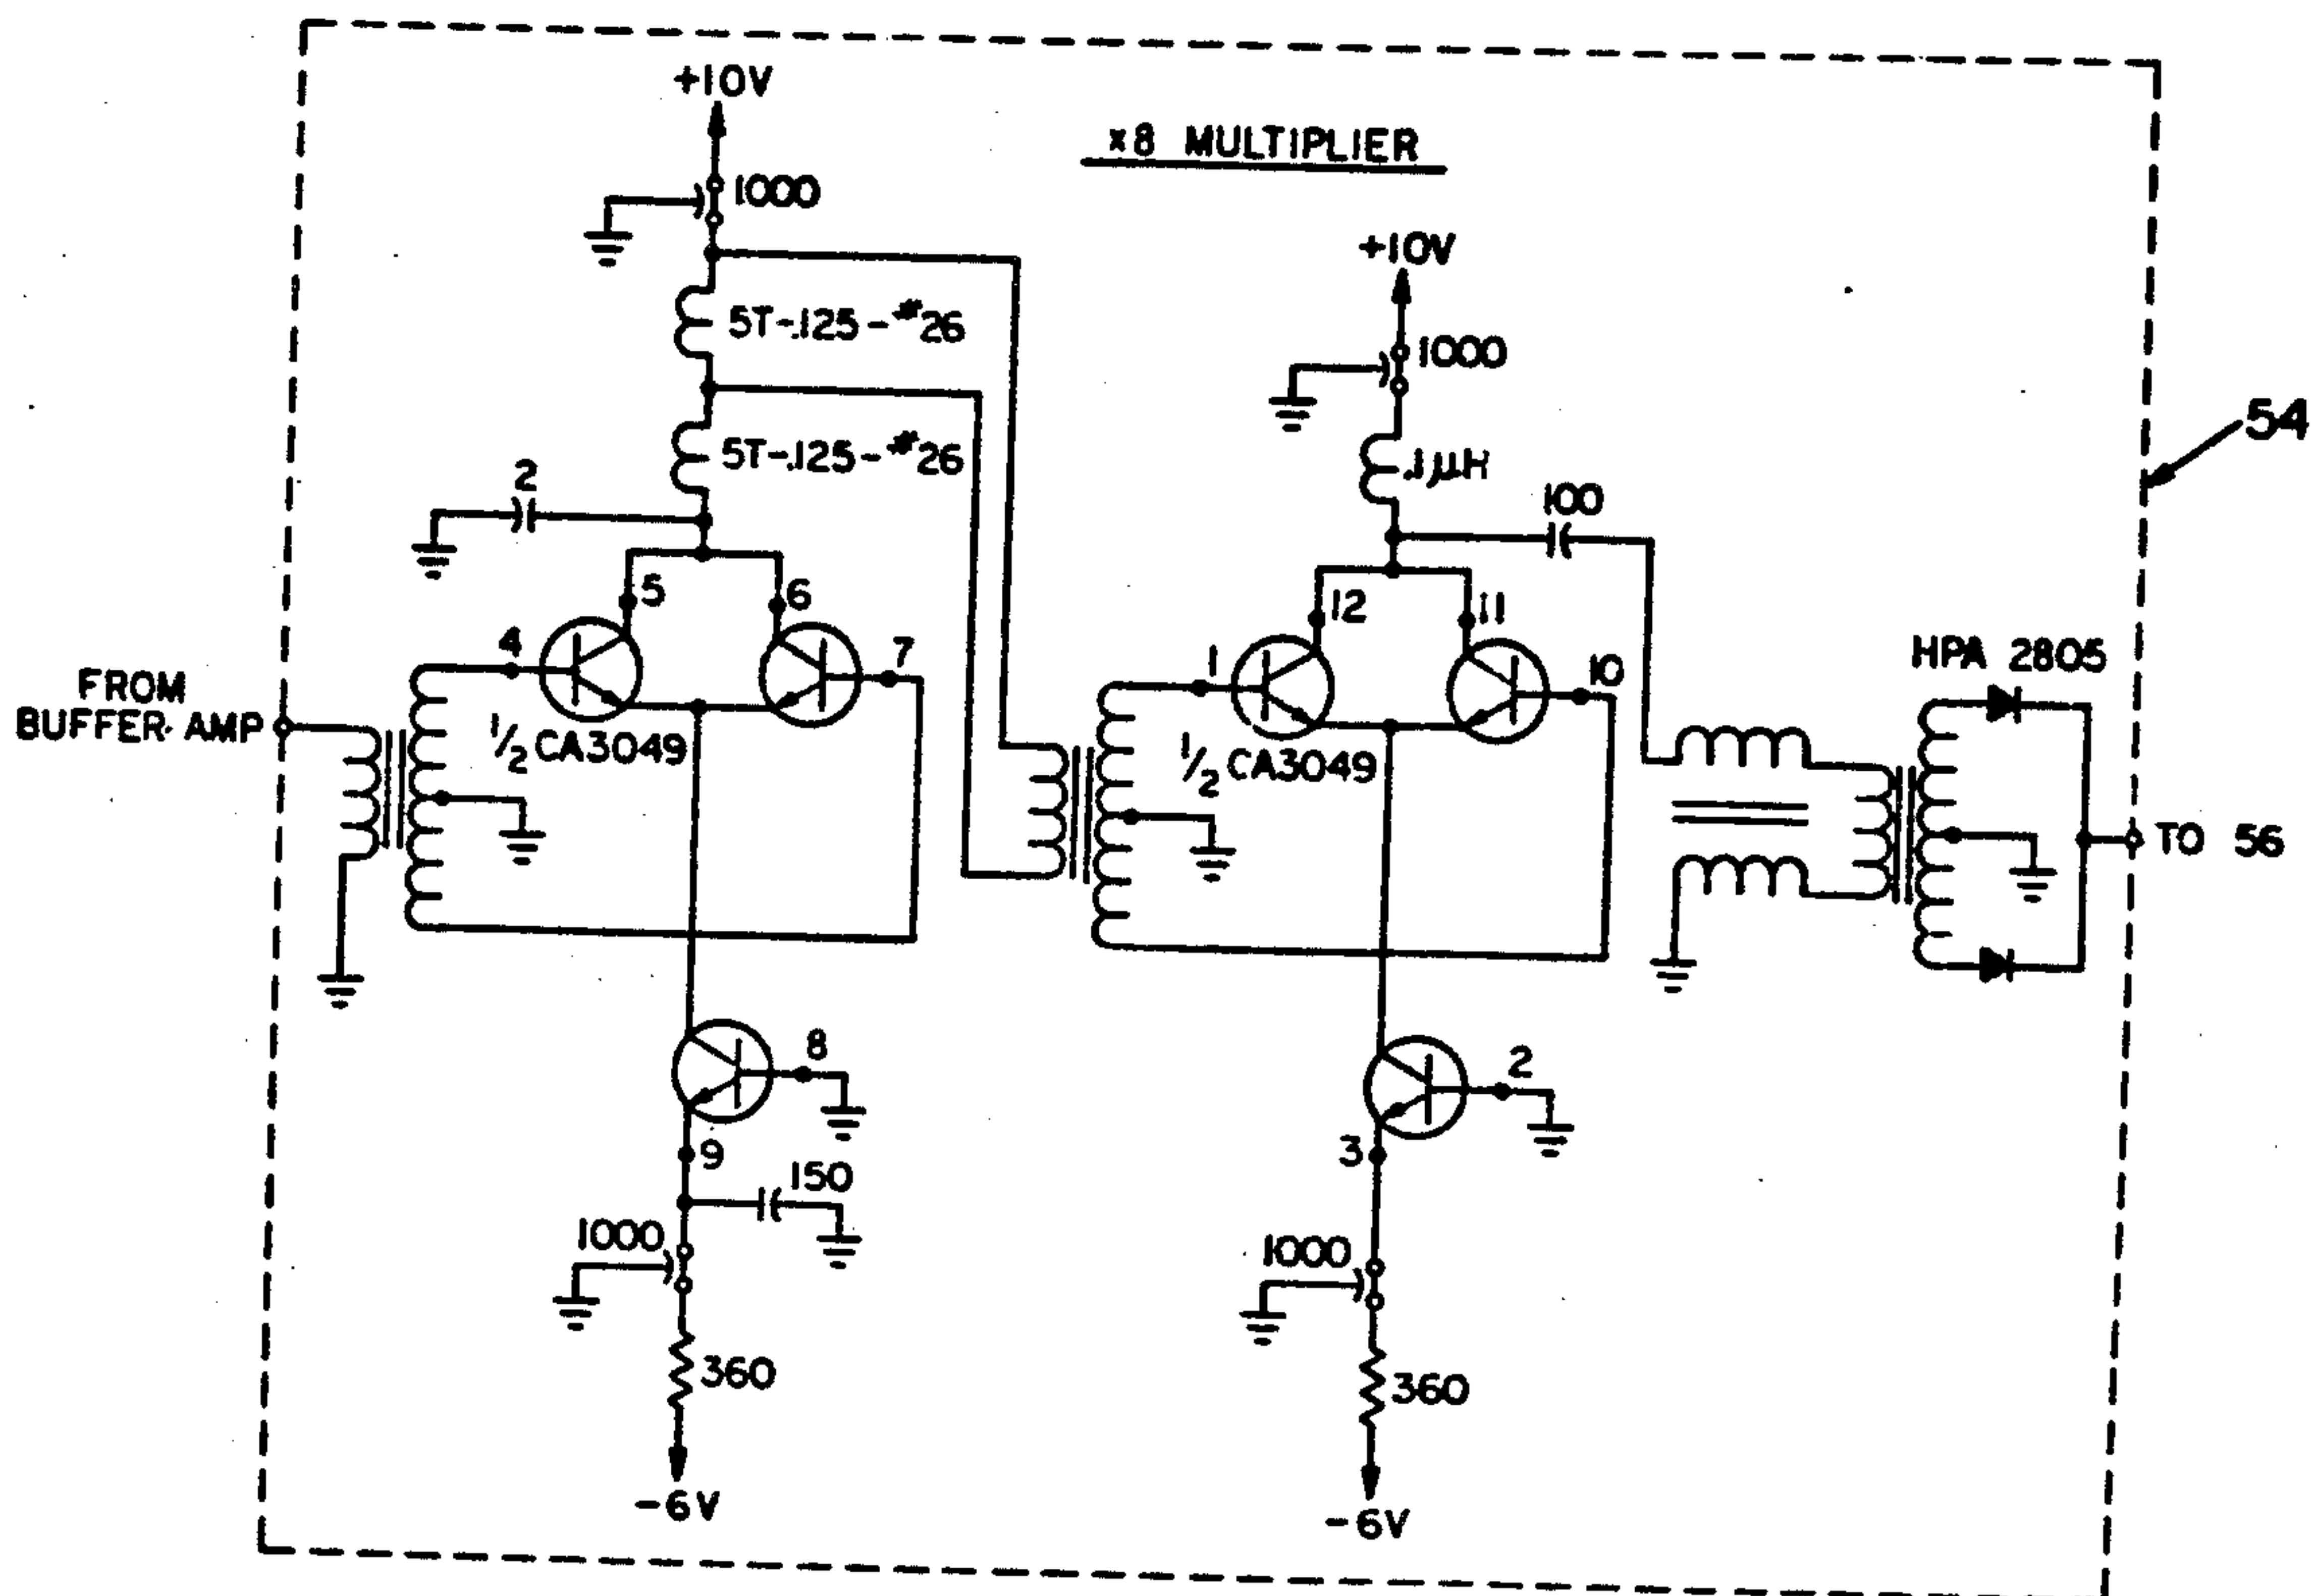 +10V
x8 MULTIPLIER
1000
+10V
5T-.125-#26
1000
54
5T-.125-#26
.1µH
2
100
5
6
12
11
4
7
1
10
HPA 2805
FROM
BUFFER AMP
1/2 CA3049
1/2 CA3049
TO 56
8
2
9
3
150
1000
1000
360
360
-6V
-6V